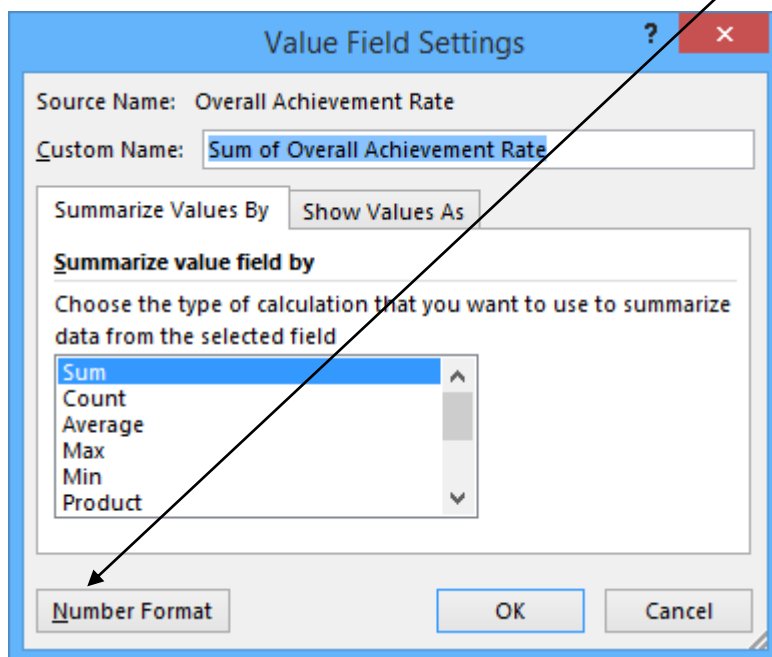 Value Field Settings ? ×
Source Name: Overall Achievement Rate
Custom Name: Sum of Overall Achievement Rate
Summarize Values By Show Values As
Summarize value field by
Choose the type of calculation that you want to use to summarize
data from the selected field
Sum
Count
Average
Max
Min
Product
Number Format OK Cancel